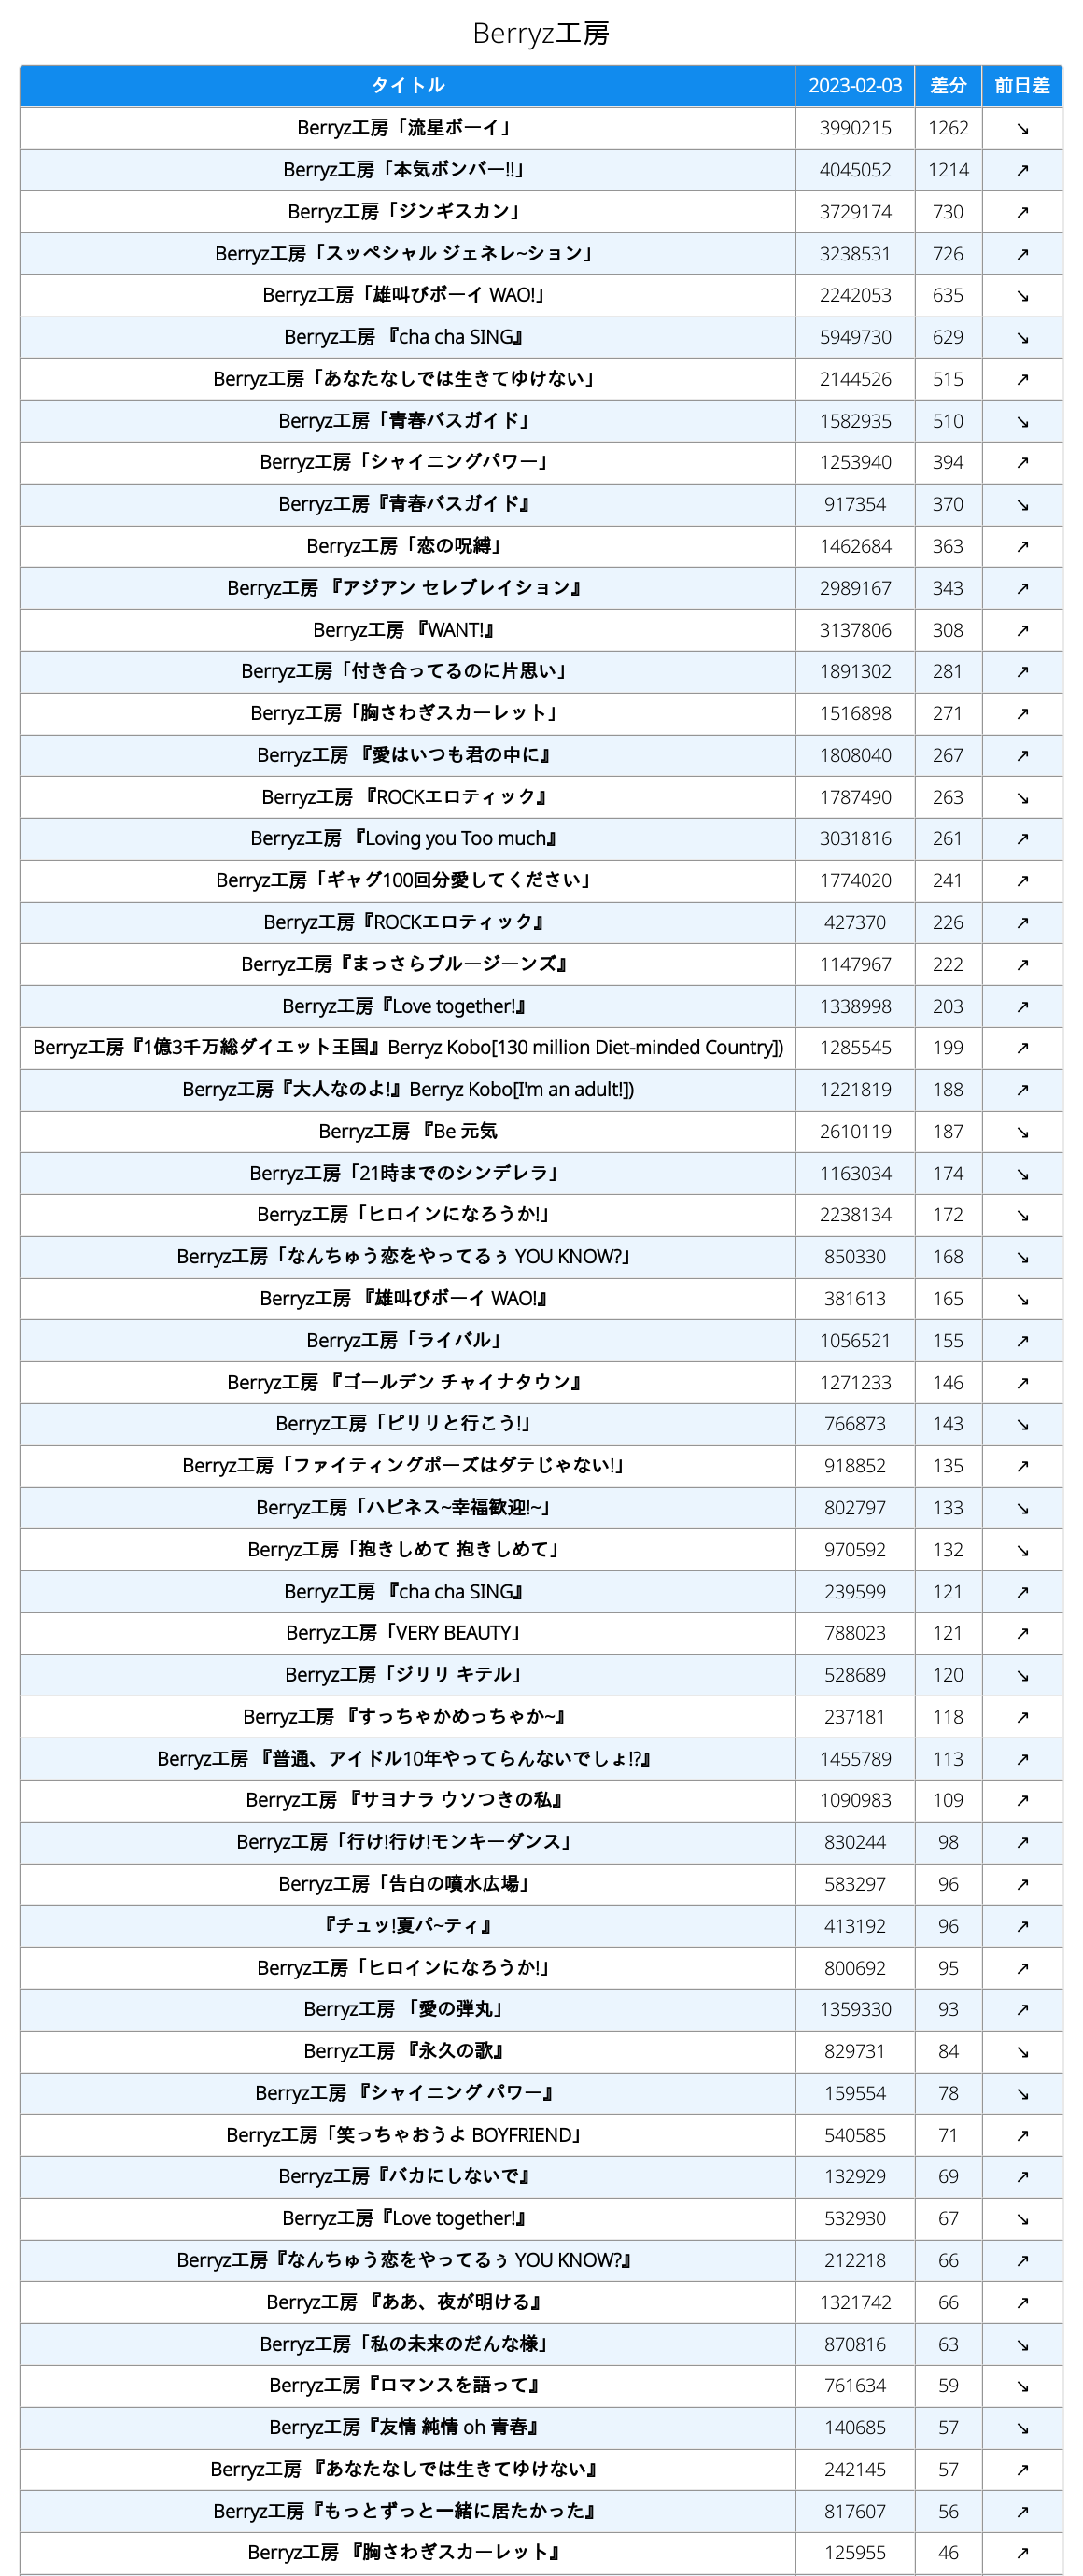 Berryz工房
タイトル 2023-02-03 差分 前日差
Berryz工房「流星ボーイ」 3990215 1262 ↘
Berryz工房「本気ボンバー!!」 4045052 1214 ↗
Berryz工房「ジンギスカン」 3729174 730 ↗
Berryz工房「スッペシャル ジェネレ~ション」 3238531 726 ↗
Berryz工房「雄叫びボーイ WAO!」 2242053 635 ↘
Berryz工房 『cha cha SING』 5949730 629 ↘
Berryz工房「あなたなしでは生きてゆけない」 2144526 515 ↗
Berryz工房「青春バスガイド」 1582935 510 ↘
Berryz工房「シャイニングパワー」 1253940 394 ↗
Berryz工房『青春バスガイド』 917354 370 ↘
Berryz工房「恋の呪縛」 1462684 363 ↗
Berryz工房 『アジアン セレブレイション』 2989167 343 ↗
Berryz工房 『WANT!』 3137806 308 ↗
Berryz工房「付き合ってるのに片思い」 1891302 281 ↗
Berryz工房「胸さわぎスカーレット」 1516898 271 ↗
Berryz工房 『愛はいつも君の中に』 1808040 267 ↗
Berryz工房 『ROCKエロティック』 1787490 263 ↘
Berryz工房 『Loving you Too much』 3031816 261 ↗
Berryz工房「ギャグ100回分愛してください」 1774020 241 ↗
Berryz工房『ROCKエロティック』 427370 226 ↗
Berryz工房『まっさらブルージーンズ』 1147967 222 ↗
Berryz工房『Love together!』 1338998 203 ↗
Berryz工房『1億3千万総ダイエット王国』Berryz Kobo[130 million Diet-minded Country]) 1285545 199 ↗
Berryz工房『大人なのよ!』Berryz Kobo[I'm an adult!]) 1221819 188 ↗
Berryz工房 『Be 元気 2610119 187 ↘
Berryz工房「21時までのシンデレラ」 1163034 174 ↘
Berryz工房「ヒロインになろうか!」 2238134 172 ↘
Berryz工房「なんちゅう恋をやってるぅ YOU KNOW?」 850330 168 ↘
Berryz工房 『雄叫びボーイ WAO!』 381613 165 ↘
Berryz工房「ライバル」 1056521 155 ↗
Berryz工房 『ゴールデン チャイナタウン』 1271233 146 ↗
Berryz工房「ピリリと行こう!」 766873 143 ↘
Berryz工房「ファイティングポーズはダテじゃない!」 918852 135 ↗
Berryz工房「ハピネス~幸福歓迎!~」 802797 133 ↘
Berryz工房「抱きしめて 抱きしめて」 970592 132 ↘
Berryz工房 『cha cha SING』 239599 121 ↗
Berryz工房「VERY BEAUTY」 788023 121 ↗
Berryz工房「ジリリ キテル」 528689 120 ↘
Berryz工房 『すっちゃかめっちゃか~』 237181 118 ↗
Berryz工房 『普通、アイドル10年やってらんないでしょ!?』 1455789 113 ↗
Berryz工房 『サヨナラ ウソつきの私』 1090983 109 ↗
Berryz工房「行け!行け!モンキーダンス」 830244 98 ↗
Berryz工房「告白の噴水広場」 583297 96 ↗
『チュッ!夏パ~ティ』 413192 96 ↗
Berryz工房「ヒロインになろうか!」 800692 95 ↗
Berryz工房 「愛の弾丸」 1359330 93 ↗
Berryz工房 『永久の歌』 829731 84 ↘
Berryz工房 『シャイニング パワー』 159554 78 ↘
Berryz工房「笑っちゃおうよ BOYFRIEND」 540585 71 ↗
Berryz工房『バカにしないで』 132929 69 ↗
Berryz工房『Love together!』 532930 67 ↘
Berryz工房『なんちゅう恋をやってるぅ YOU KNOW?』 212218 66 ↗
Berryz工房 『ああ、夜が明ける』 1321742 66 ↗
Berryz工房「私の未来のだんな様」 870816 63 ↘
Berryz工房『ロマンスを語って』 761634 59 ↘
Berryz工房『友情 純情 oh 青春』 140685 57 ↘
Berryz工房 『あなたなしでは生きてゆけない』 242145 57 ↗
Berryz工房『もっとずっと一緒に居たかった』 817607 56 ↗
Berryz工房 『胸さわぎスカーレット』 125955 46 ↗